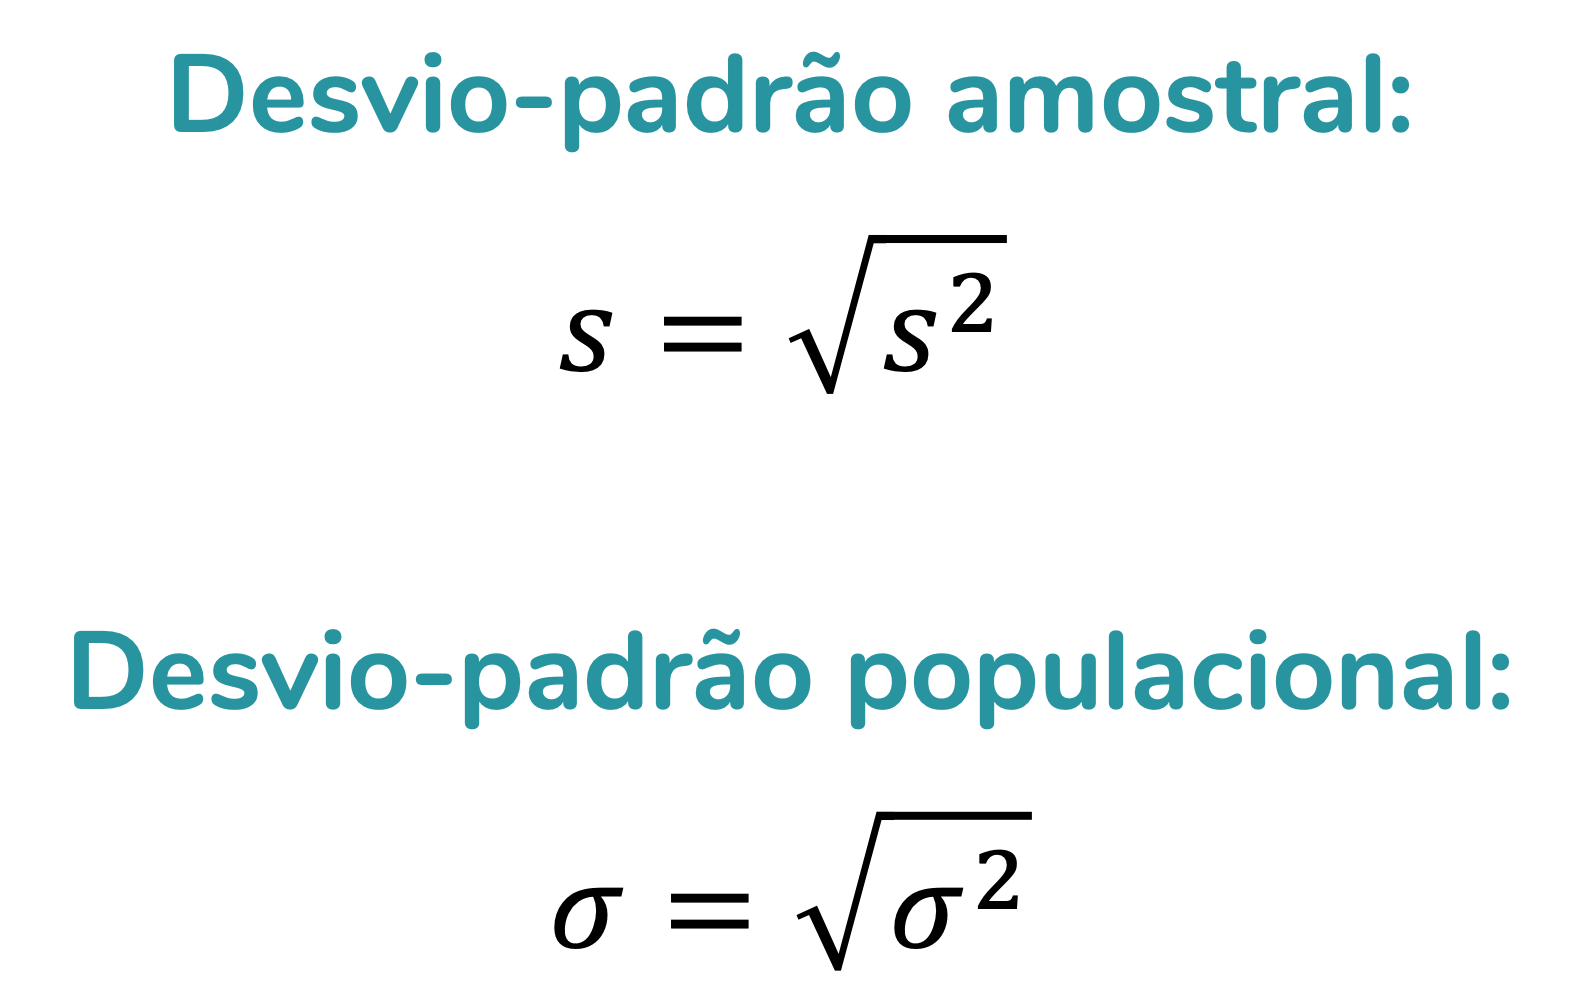 Desvio-padrão amostral:
s = √s²
Desvio-padrão populacional:
σ = √σ²